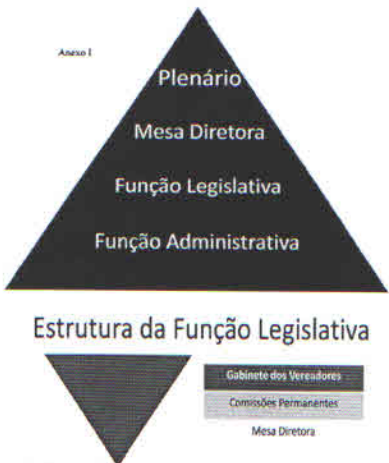 Anexo I
Plenário
Mesa Diretora
Função Legislativa
Função Administrativa
Estrutura da Função Legislativa
Gabinete dos Vereadores
Comissões Permanentes
Mesa Diretora